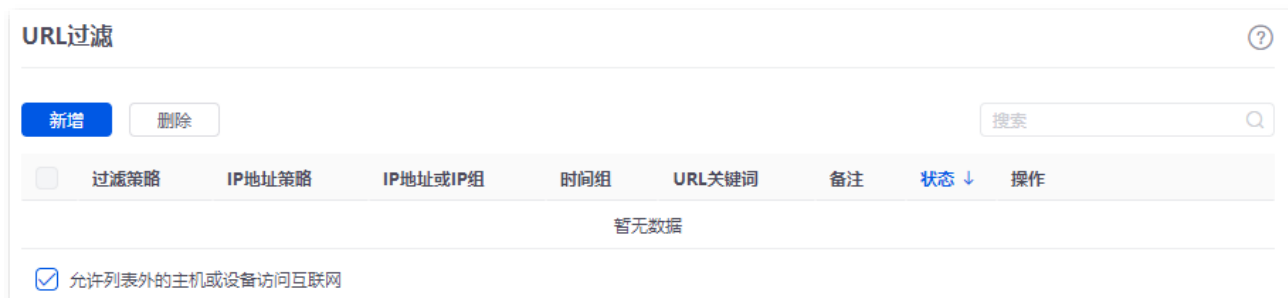 URL过滤
新增 删除 搜索
过滤策略 IP地址策略 IP地址或IP组 时间组 URL关键词 备注 状态↓ 操作
暂无数据
允许列表外的主机或设备访问互联网